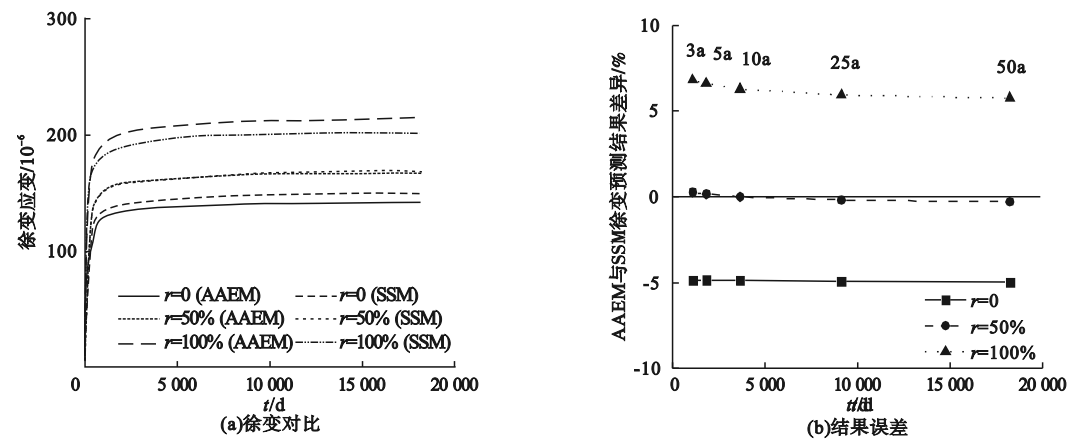 300
200
100
0
5 000
10 000
15 000
20 000
徐变应变/10⁻⁶
r=0 (AAEM)
r=0 (SSM)
r=50% (AAEM)
r=50% (SSM)
r=100% (AAEM)
r=100% (SSM)
t/d
(a)徐变对比
10
5
0
-5
-10
0
5 000
10 000
15 000
20 000
AAEM与SSM徐变预测结果差异/%
3a
5a
10a
25a
50a
r=0
r=50%
r=100%
(b)结果误差